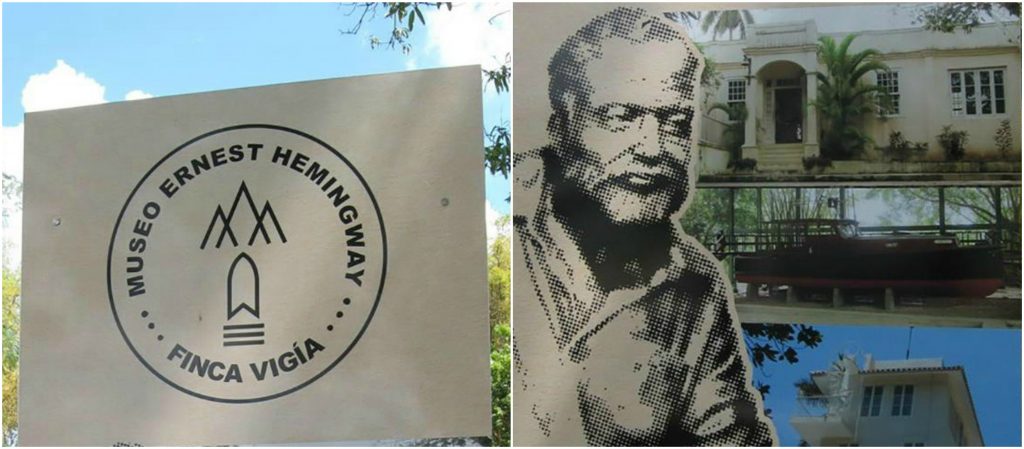 MUSEO ERNEST HEMINGWAY
FINCA VIGÍA